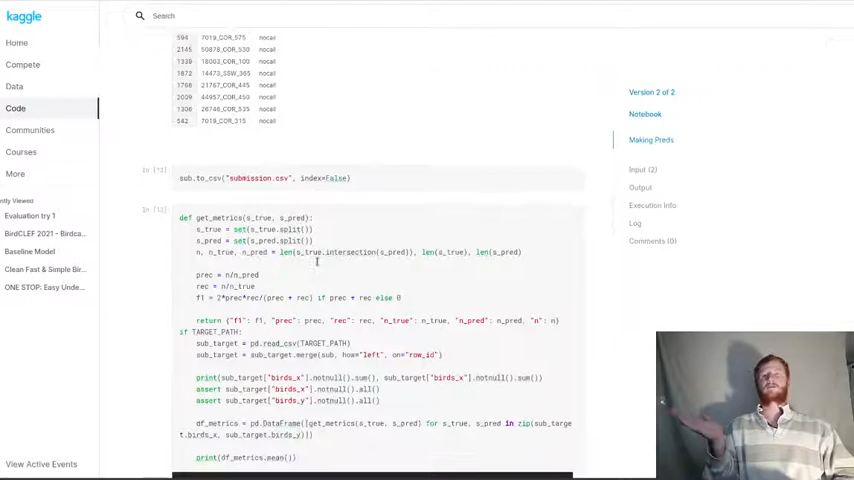 kaggle
Search
Home
Compete
Data
Code
Communities
Courses
More
ntly Viewed
Evaluation try 1
BirdCLEF 2021 - Birdca...
Baseline Model
Clean Fast & Simple Bir...
ONE STOP: Easy Unde...
View Active Events
594 7019_COR_575 nocall
2145 50878_COR_530 nocall
1339 18003_COR_100 nocall
1872 14473_SSW_365 nocall
1768 21767_COR_445 nocall
2009 44957_COR_450 nocall
1306 26746_COR_535 nocall
542 7019_COR_315 nocall
sub.to_csv("submission.csv", index=False)
def get_metrics(s_true, s_pred):
s_true = set(s_true.split())
s_pred = set(s_pred.split())
n, n_true, n_pred = len(s_true.intersection(s_pred)), len(s_true), len(s_pred)
prec = n/n_pred
rec = n/n_true
f1 = 2*prec*rec/(prec + rec) if prec + rec else 0
return {"f1": f1, "prec": prec, "rec": rec, "n_true": n_true, "n_pred": n_pred, "n": n}
if TARGET_PATH:
sub_target = pd.read_csv(TARGET_PATH)
sub_target = sub_target.merge(sub, how="left", on="row_id")
print(sub_target["birds_x"].notnull().sum(), sub_target["birds_x"].notnull().sum())
assert sub_target["birds_x"].notnull().all()
assert sub_target["birds_y"].notnull().all()
df_metrics = pd.DataFrame([get_metrics(s_true, s_pred) for s_true, s_pred in zip(sub_targe
t.birds_x, sub_target.birds_y)])
print(df_metrics.mean())
Version 2 of 2
Notebook
Making Preds
Input (2)
Output
Execution Info
Log
Comments (0)